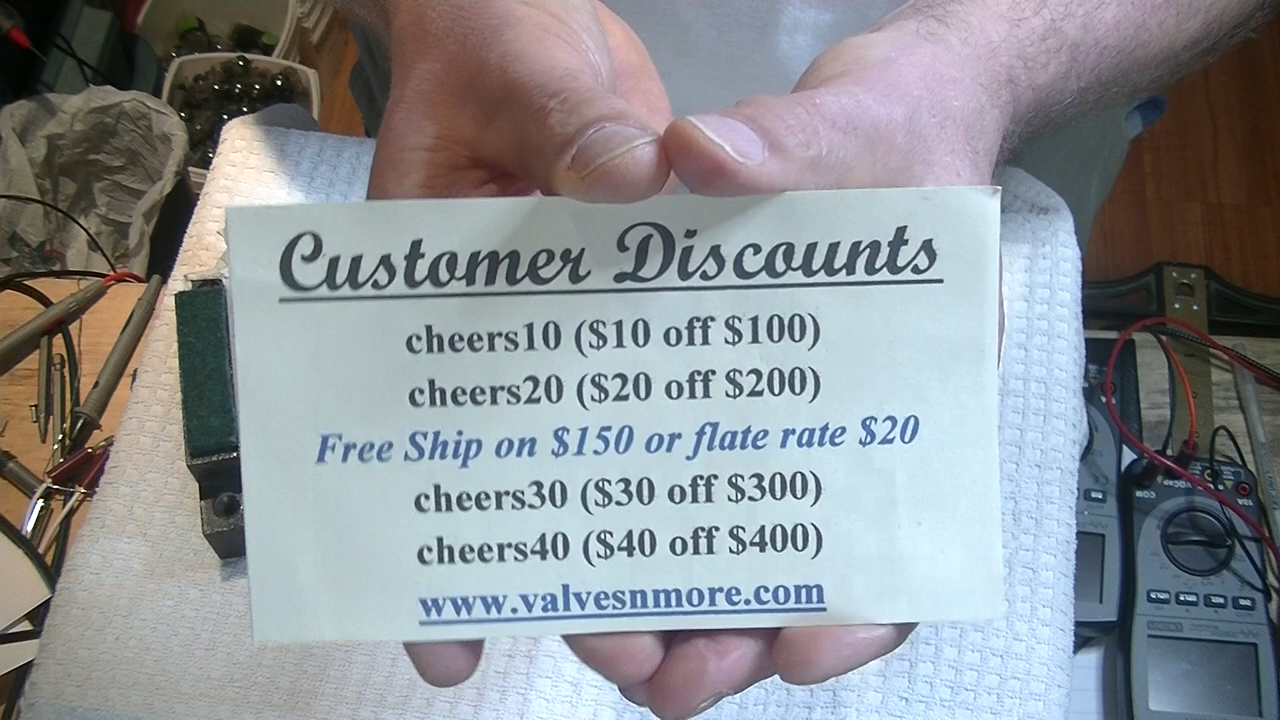 Customer Discounts
cheers10 ($10 off $100)
cheers20 ($20 off $200)
Free Ship on $150 or flate rate $20
cheers30 ($30 off $300)
cheers40 ($40 off $400)
www.valvesnmore.com
COM